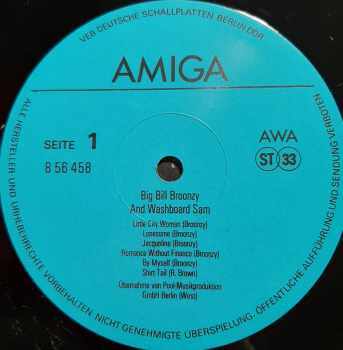 VEB DEUTSCHE SCHALLPLATTEN BERLIN DDR
AMIGA
SEITE 1
8 56 458
AWA
ST 33
Big Bill Broonzy
And Washboard Sam
Little City Woman (Broonzy)
Lonesome (Broonzy)
Jacqueline (Broonzy)
Romance Without Finance (Broonzy)
By Myself (Broonzy)
Shirt Tail (R. Brown)
Übernahme von Pool-Musikproduktion
GmbH Berlin (West)
ALLE HERSTELLER UND URHEBERRECHTE VORBEHALTEN · NICHT GENEHMIGTE ÜBERSPIELUNG · ÖFFENTLICHE AUFFÜHRUNG UND SENDUNG VERBOTEN